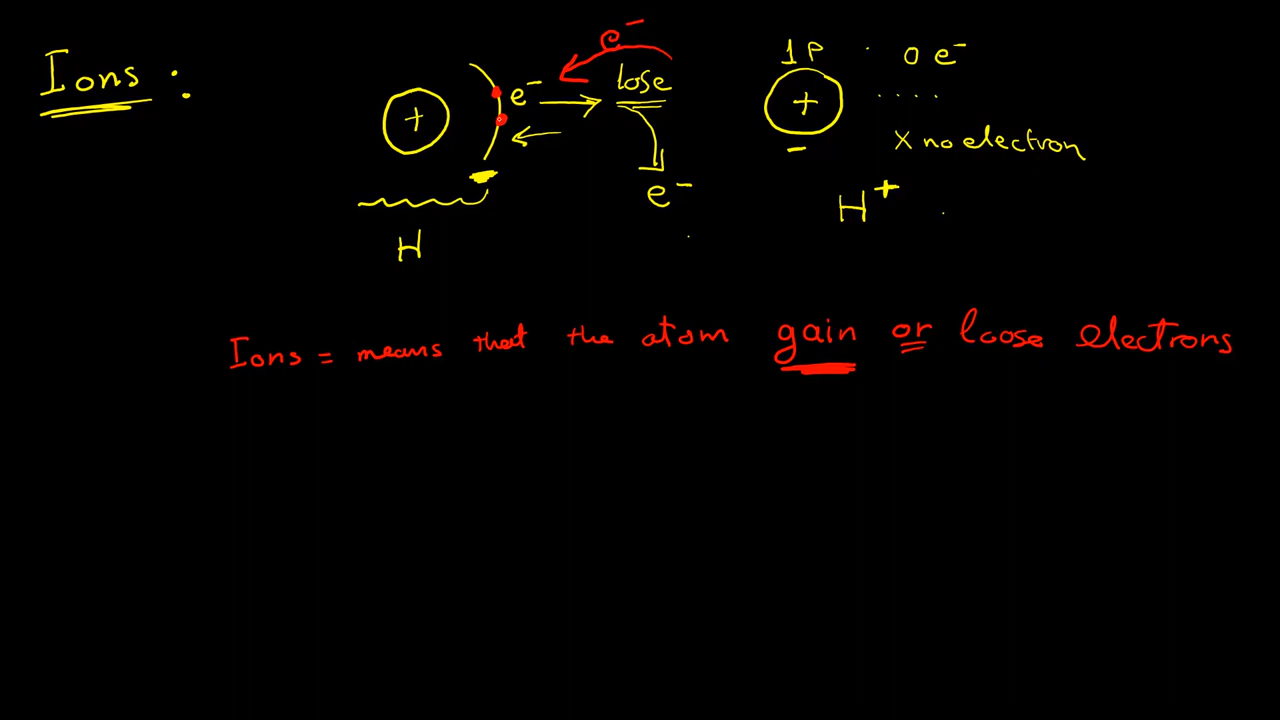 Ions :
e⁻
+ e⁻ → lose
e⁻
H
1P 0 e⁻
+
-
X no electron
H⁺
Ions = means that the atom gain or loose electrons